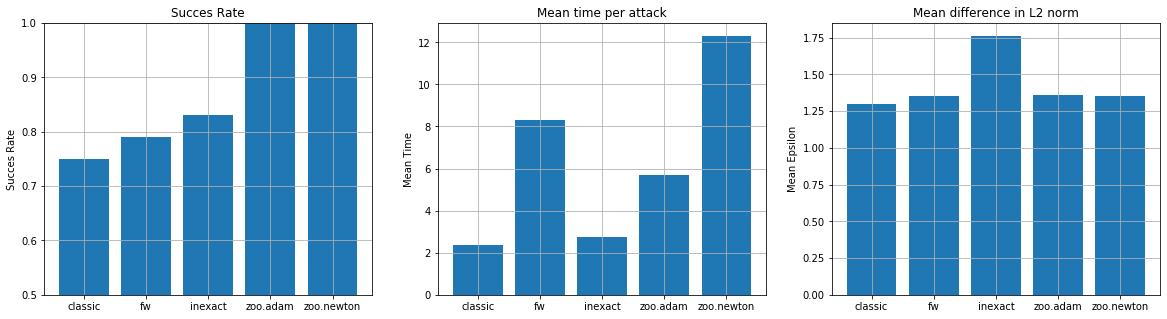 Succes Rate
Succes Rate
1.0
0.9
0.8
0.7
0.6
0.5
classic fw inexact zoo.adam zoo.newton
Mean time per attack
Mean Time
12
10
8
6
4
2
0
classic fw inexact zoo.adam zoo.newton
Mean difference in L2 norm
Mean Epsilon
1.75
1.50
1.25
1.00
0.75
0.50
0.25
0.00
classic fw inexact zoo.adam zoo.newton